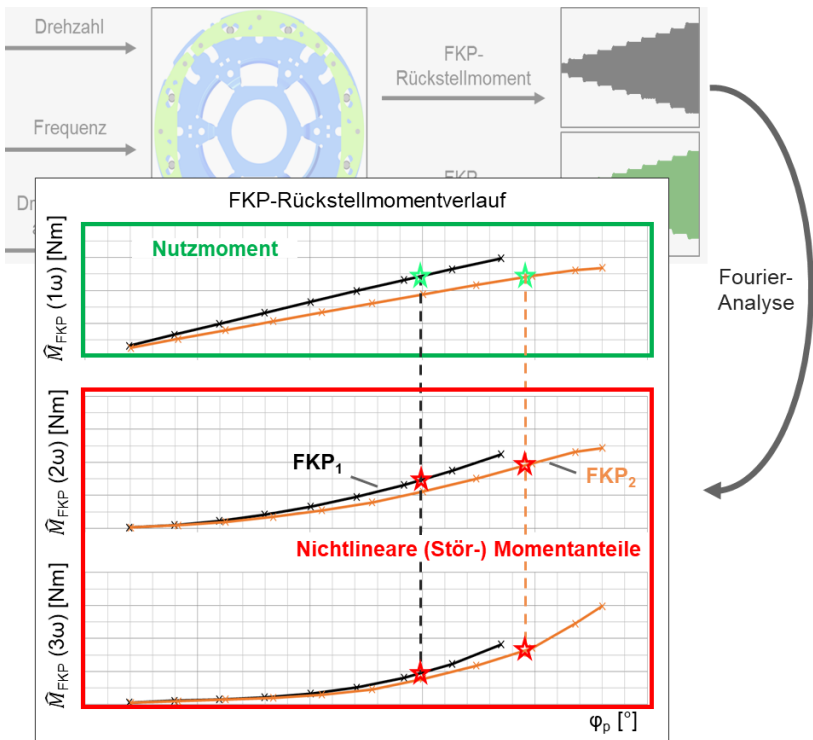 Drehzahl
FKP-
Rückstellmoment
Frequenz
FKP-Rückstellmomentverlauf
Nutzmoment
M̂FKP (1ω) [Nm]
Fourier-
Analyse
M̂FKP (2ω) [Nm]
FKP₁
FKP₂
Nichtlineare (Stör-) Momentanteile
M̂FKP (3ω) [Nm]
φp [°]